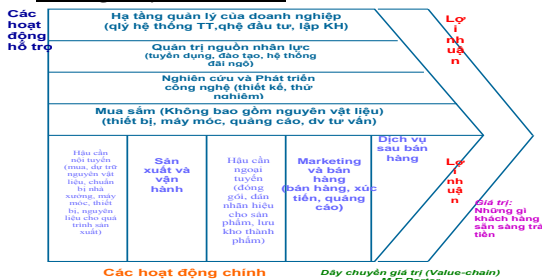 Các
hoạt
động
hỗ trợ
Hạ tầng quản lý của doanh nghiệp
(qlý hệ thống TT,qhệ đầu tư, lập KH)
Quản trị nguồn nhân lực
(tuyển dụng, đào tạo, hệ thống
đãi ngộ)
Nghiên cứu và Phát triển
công nghệ (thiết kế, thử
nghiệm)
Mua sắm (Không bao gồm nguyên vật liệu)
(thiết bị, máy móc, quảng cáo, dv tư vấn)
Lợ
i
nhuậ
n
Hậu cần
nội tuyến
(mua, dự trữ
nguyên vật
liệu, chuẩn
bị nhà
xưởng, máy
móc, thiết
bị, nguyên
liệu cho quá
trình sản
xuất)
Sản
xuất và
vận
hành
Hậu cần
ngoại
tuyến
(đóng
gói, dán
nhãn hiệu
cho sản
phẩm, lưu
kho thành
phẩm)
Marketing
và bán
hàng
(bán hàng, xúc
tiến, quảng
cáo)
Dịch vụ
sau bán
hàng
Lợ
i
nhuậ
n
Giá trị:
Những gì
khách hàng
sẵn sàng trả
tiền
Các hoạt động chính
Dây chuyền giá trị (Value-chain)
M.E.Porter